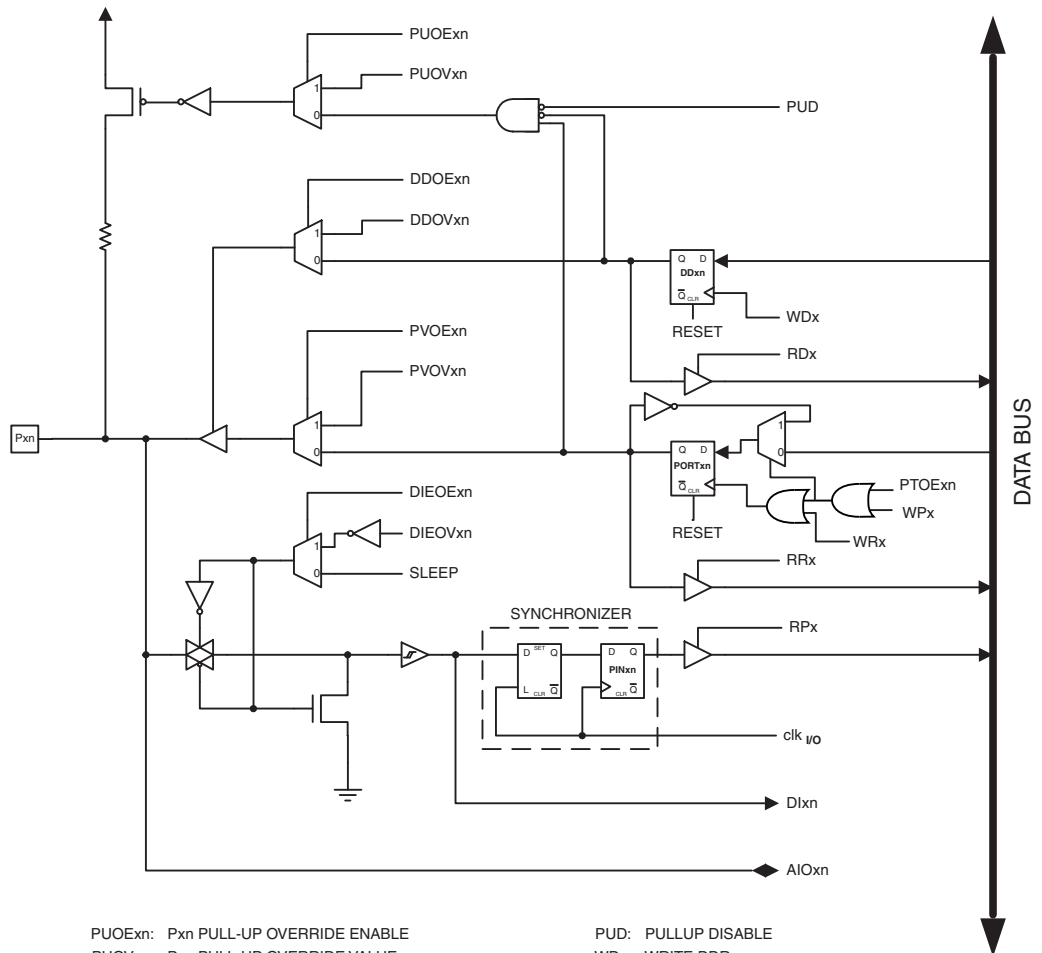 PUOExn
PUOVxn
1
0
PUD
DDOExn
DDOVxn
1
0
Q D
DDxn
Q CLR
WDx
RESET
RDx
PVOExn
PVOVxn
1
0
Pxn
1
0
Q D
PORTxn
Q CLR
PTOExn
WPx
RESET
WRx
RRx
DATA BUS
DIEOExn
DIEOVxn
1
0
SLEEP
SYNCHRONIZER
RPx
D SET Q
L CLR Q
D Q
PINxn
CLR Q
clk I/O
DIxn
AIOxn
PUOExn: Pxn PULL-UP OVERRIDE ENABLE
PUD: PULLUP DISABLE